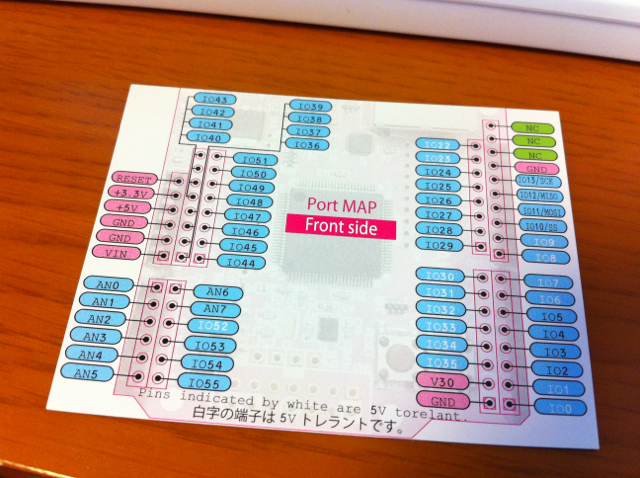 IO43
IO42
IO41
IO40
IO39
IO38
IO37
IO36
IO51
IO50
IO49
IO48
IO47
IO46
IO45
IO44
RESET
+3.3V
+5V
GND
GND
VIN
AN0
AN1
AN2
AN3
AN4
AN5
AN6
AN7
IO52
IO53
IO54
IO55
Port MAP
Front side
IO22
IO23
IO24
IO25
IO26
IO27
IO28
IO29
NC
NC
NC
GND
IO13/SCK
IO12/MISO
IO11/MOSI
IO10/SS
IO9
IO8
IO30
IO31
IO32
IO33
IO34
IO35
V30
GND
IO7
IO6
IO5
IO4
IO3
IO2
IO1
IO0
Pins indicated by white are 5V torelant.
白字の端子は 5V トレラントです。